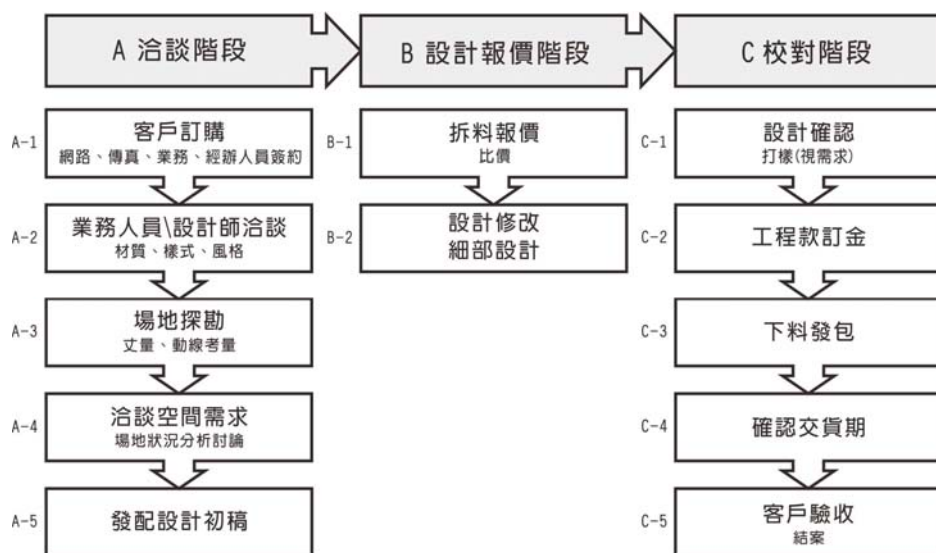 A 洽談階段
B 設計報價階段
C 校對階段
A-1
客戶訂購
網路、傳真、業務、經辦人員簽約
A-2
業務人員\設計師洽談
材質、樣式、風格
A-3
場地探勘
丈量、動線考量
A-4
洽談空間需求
場地狀況分析討論
A-5
發配設計初稿
B-1
拆料報價
比價
B-2
設計修改
細部設計
C-1
設計確認
打樣(視需求)
C-2
工程款訂金
C-3
下料發包
C-4
確認交貨期
C-5
客戶驗收
結案